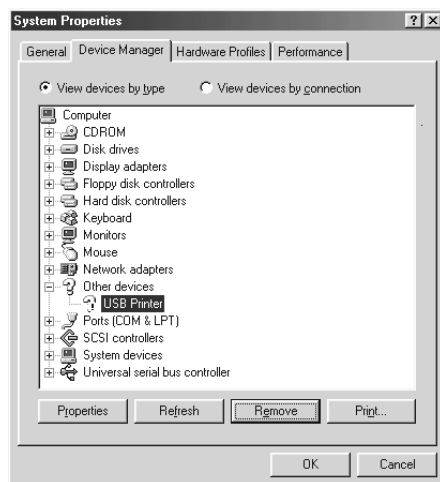 System Properties
General Device Manager Hardware Profiles Performance
View devices by type View devices by connection
Computer
CDROM
Disk drives
Display adapters
Floppy disk controllers
Hard disk controllers
Keyboard
Monitors
Mouse
Network adapters
Other devices
USB Printer
Ports (COM & LPT)
SCSI controllers
System devices
Universal serial bus controller
Properties Refresh Remove Print...
OK Cancel